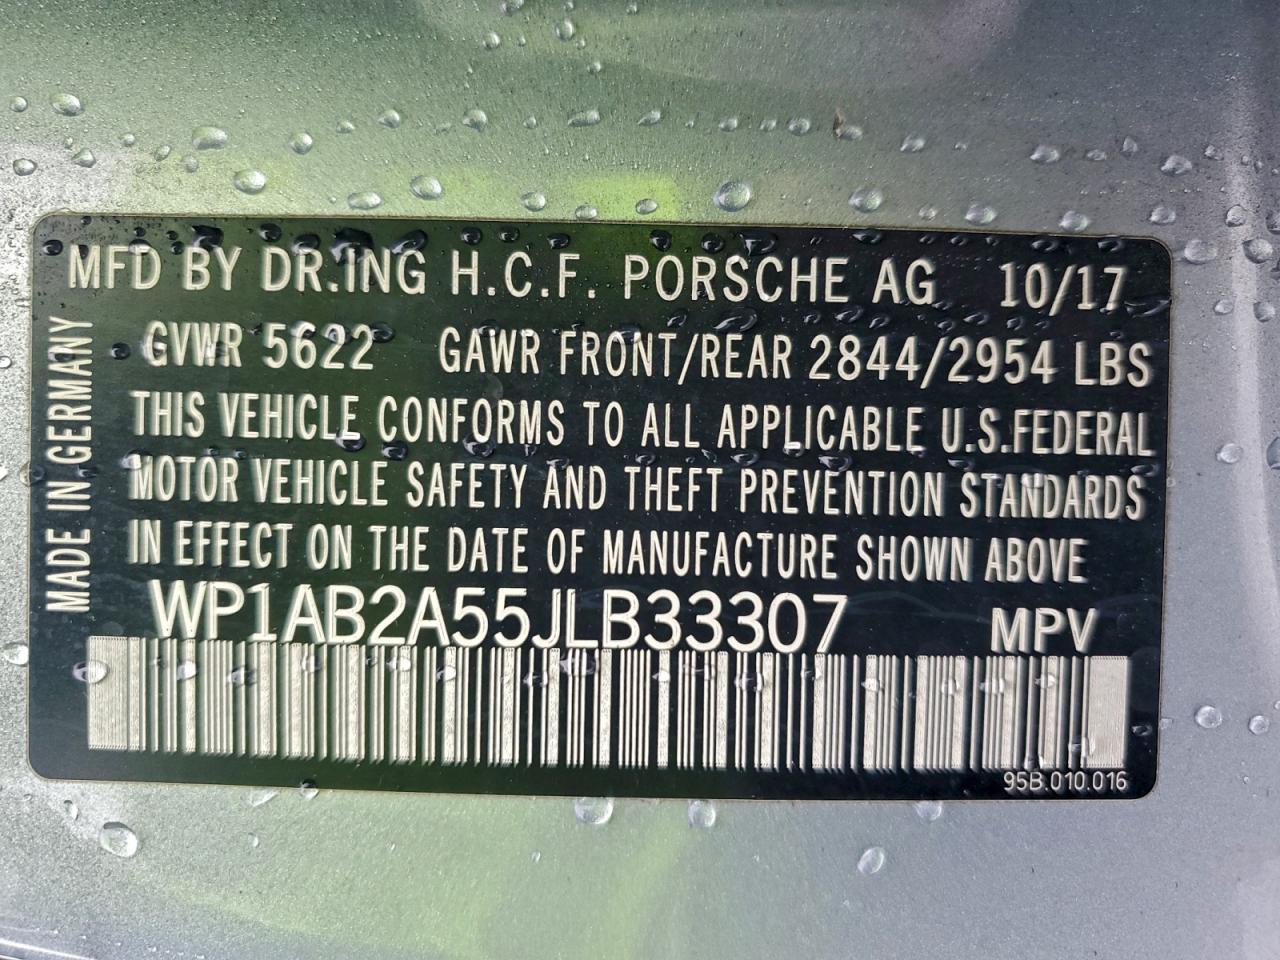 MFD BY DR.ING H.C.F. PORSCHE AG 10/17
GVWR 5622 GAWR FRONT/REAR 2844/2954 LBS
THIS VEHICLE CONFORMS TO ALL APPLICABLE U.S.FEDERAL
MOTOR VEHICLE SAFETY AND THEFT PREVENTION STANDARDS
IN EFFECT ON THE DATE OF MANUFACTURE SHOWN ABOVE
WP1AB2A55JLB33307 MPV
95B.010.016
MADE IN GERMANY